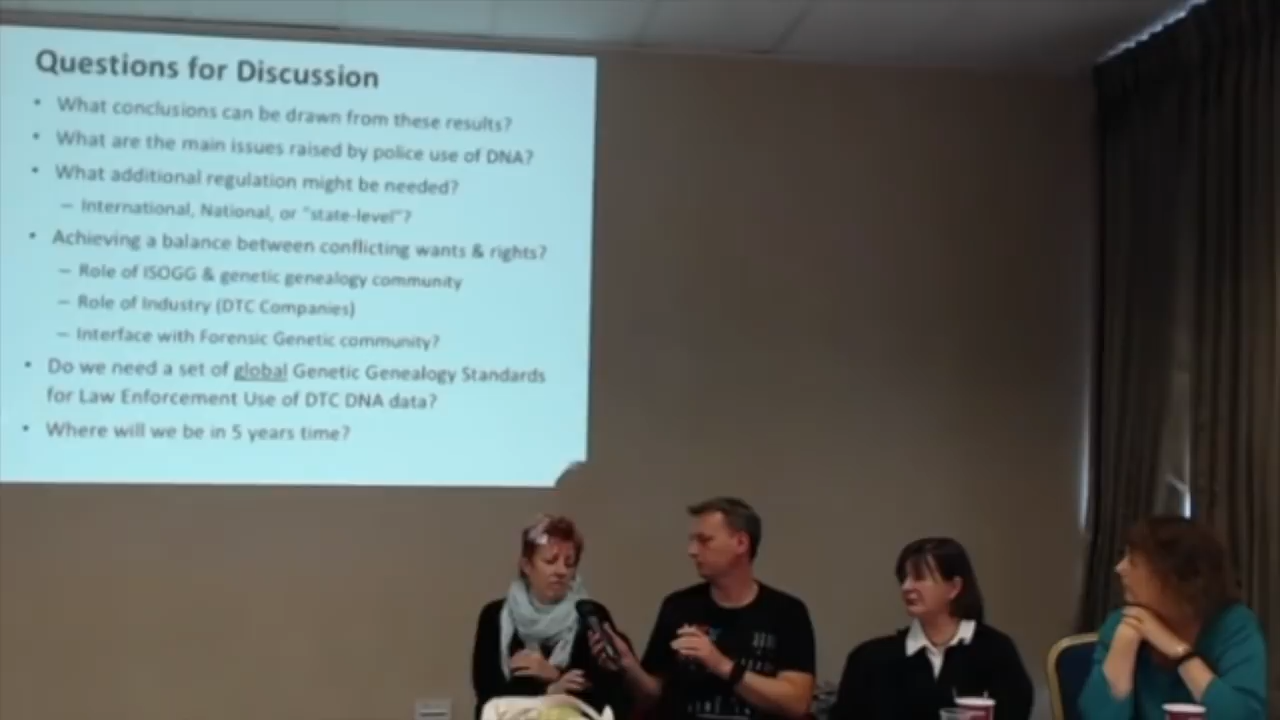 Questions for Discussion
• What conclusions can be drawn from these results?
• What are the main issues raised by police use of DNA?
• What additional regulation might be needed?
– International, National, or "state-level"?
• Achieving a balance between conflicting wants & rights?
– Role of ISOGG & genetic genealogy community
– Role of Industry (DTC Companies)
– Interface with Forensic Genetic community?
• Do we need a set of global Genetic Genealogy Standards
for Law Enforcement Use of DTC DNA data?
• Where will we be in 5 years time?